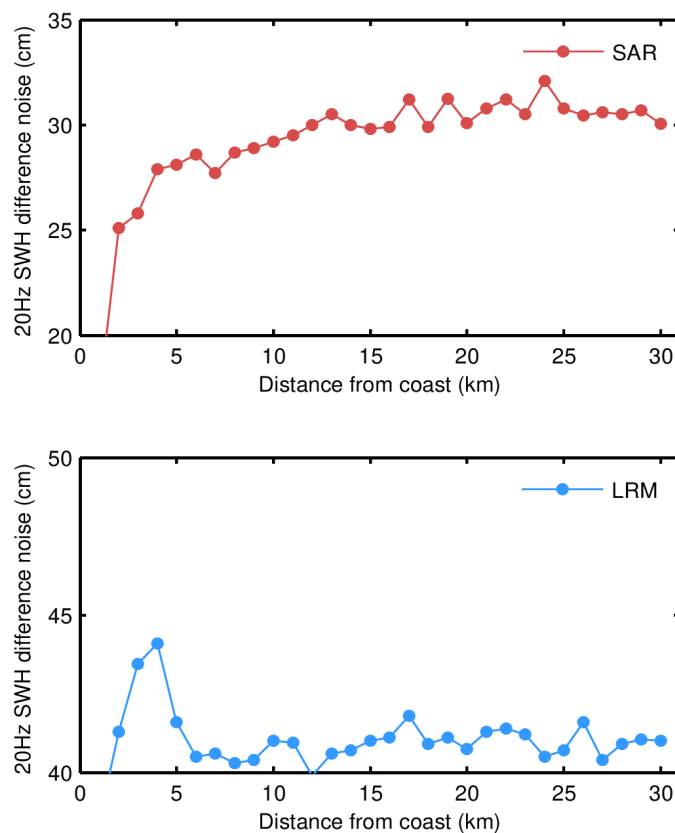 35
30
25
20
20Hz SWH difference noise (cm)
SAR
0 5 10 15 20 25 30
Distance from coast (km)
50
45
40
20Hz SWH difference noise (cm)
LRM
0 5 10 15 20 25 30
Distance from coast (km)